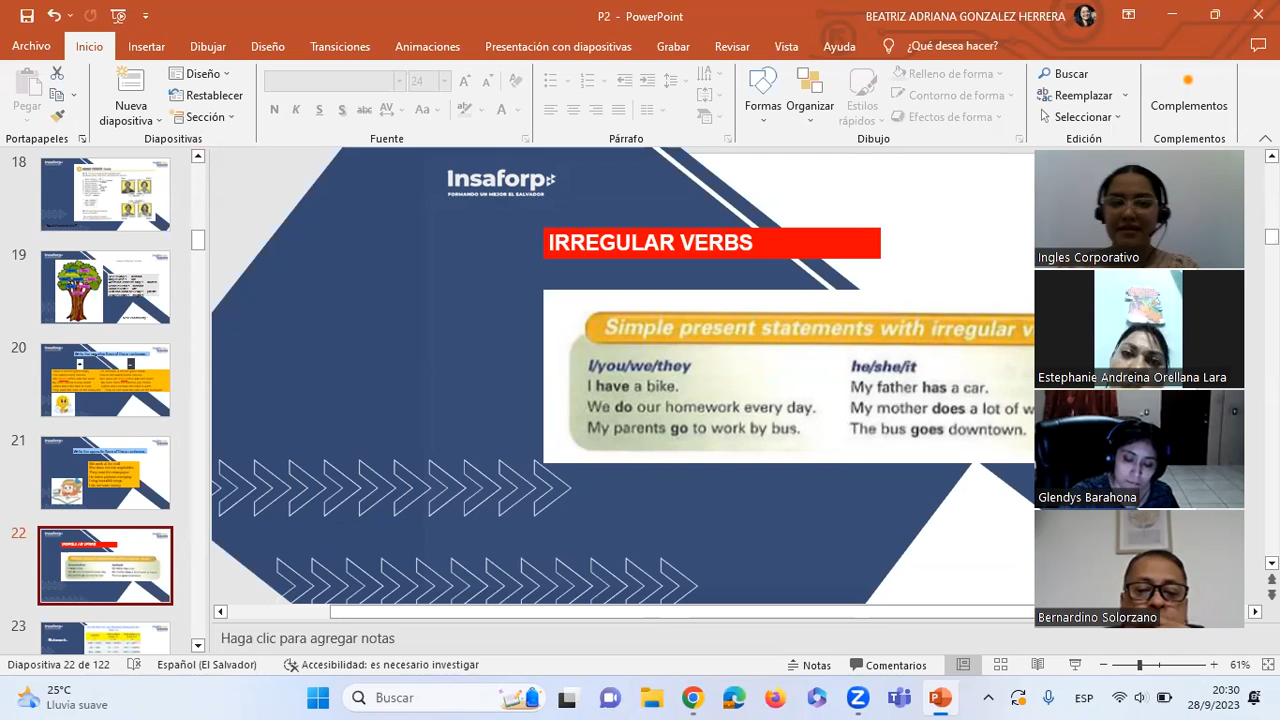 P2 - PowerPoint
BEATRIZ ADRIANA GONZALEZ HERRERA
Archivo Inicio Insertar Dibujar Diseño Transiciones Animaciones Presentación con diapositivas Grabar Revisar Vista Ayuda ¿Qué desea hacer?
Pegar
Nueva diapositiva
Diseño
Restablecer
Sección
24
N K S S abc AV Aa A
Formas
Organizar
Estilos rápidos
Relleno de forma
Contorno de forma
Efectos de forma
Buscar
Reemplazar
Seleccionar
Complementos
Portapapeles Diapositivas Fuente Párrafo Dibujo Edición Complementos
18
19
20
21
22
23
Insaforp
FORMANDO UN MEJOR EL SALVADOR
IRREGULAR VERBS
Simple present statements with irregular v
I/you/we/they
I have a bike.
We do our homework every day.
My parents go to work by bus.
he/she/it
My father has a car.
My mother does a lot of w
The bus goes downtown.
Ingles Corporativo
Estephanie Andreina Orellana Lara
Glendys Barahona
Bernardino Solorzano
Haga clic para agregar notas
Diapositiva 22 de 122 Español (El Salvador) Accesibilidad: es necesario investigar Notas Comentarios 61%
25°C
Lluvia suave
Buscar
ESP
20:30
28/9/2023